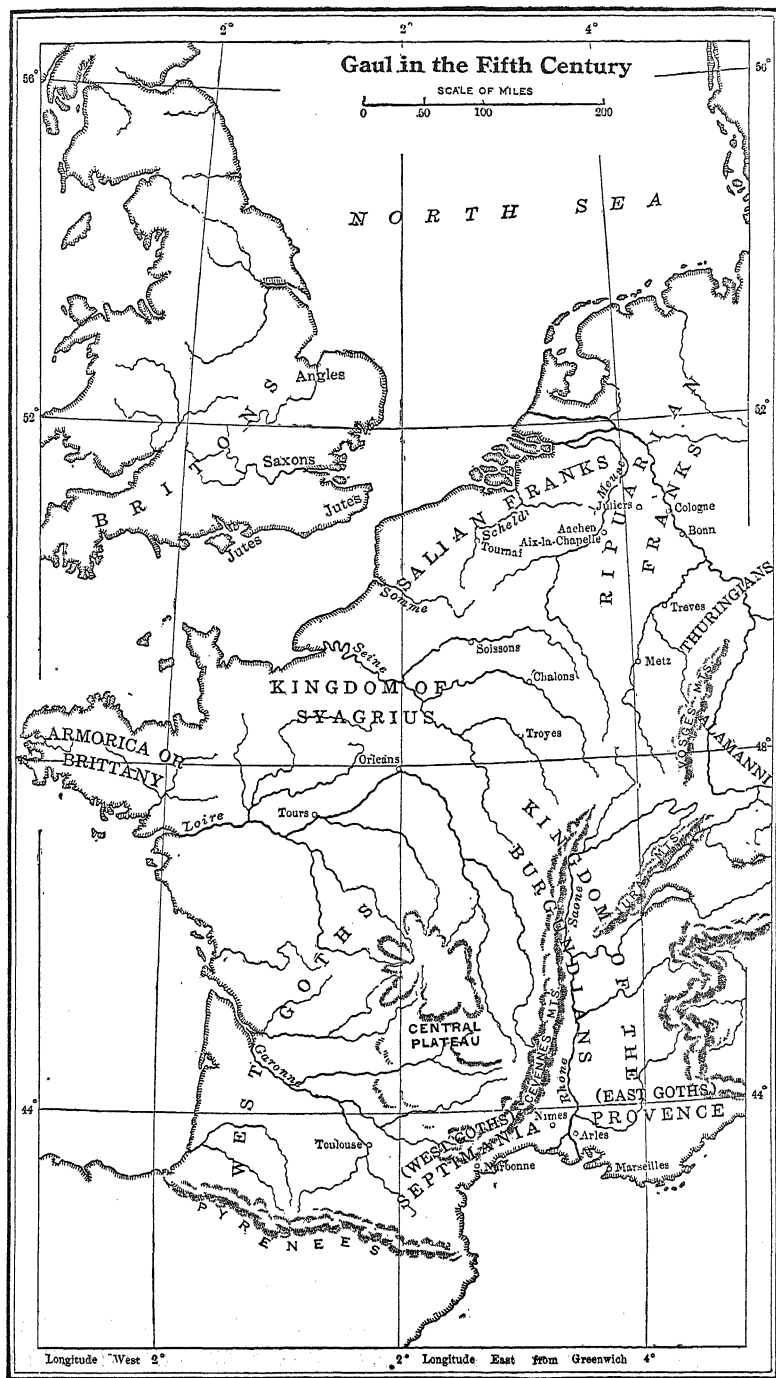 2° 2° 4°
56° 56°
Gaul in the Fifth Century
SCALE OF MILES
0 50 100 200
NORTH SEA
Angles
52° 52°
BRITONS
Saxons
Jutes
Jutes
SALIAN FRANKS
RIPUARIAN FRANKS
Meuse
Juliers
Cologne
Scheldt
Aachen
Aix-la-Chapelle
Bonn
Tournai
Somme
Treves
THURINGIANS
Seine
Soissons
Metz
Chalons
KINGDOM OF
SYAGRIUS
VOSGES MTS.
Troyes
ALAMANNI
ARMORICA OR
BRITTANY
Orleans
48° 48°
Loire
Tours
KINGDOM OF THE
BURGUNDIANS
JURA MTS.
Saone
WEST GOTHS
CENTRAL
PLATEAU
CEVENNES MTS.
Garonne
Rhone
(EAST GOTHS)
PROVENCE
44° 44°
Nimes
(WEST GOTHS)
SEPTIMANIA
Arles
Toulouse
Narbonne
Marseilles
PYRENEES
Longitude West 2° 2° Longitude East from Greenwich 4°